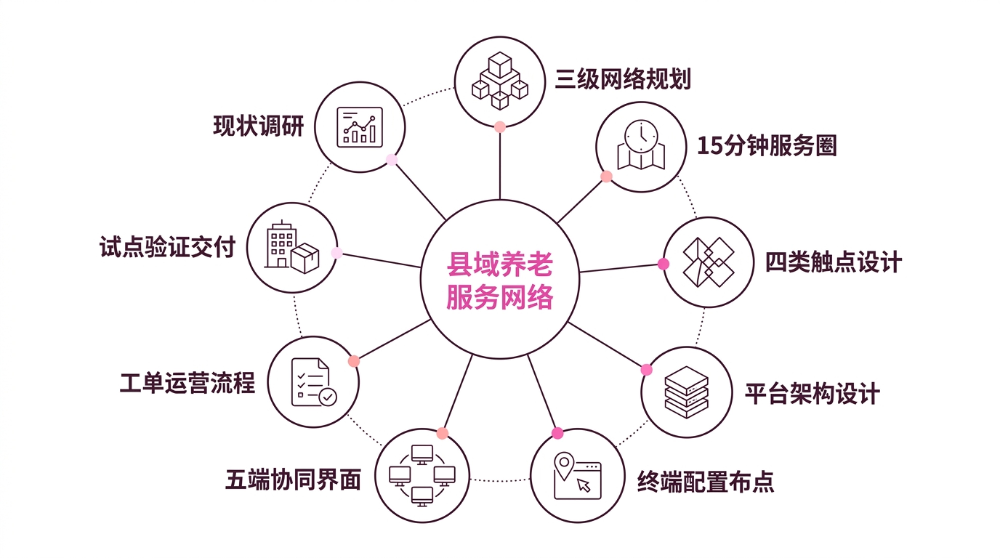 三级网络规划
现状调研
15分钟服务圈
试点验证交付
县域养老
服务网络
四类触点设计
工单运营流程
平台架构设计
五端协同界面
终端配置布点